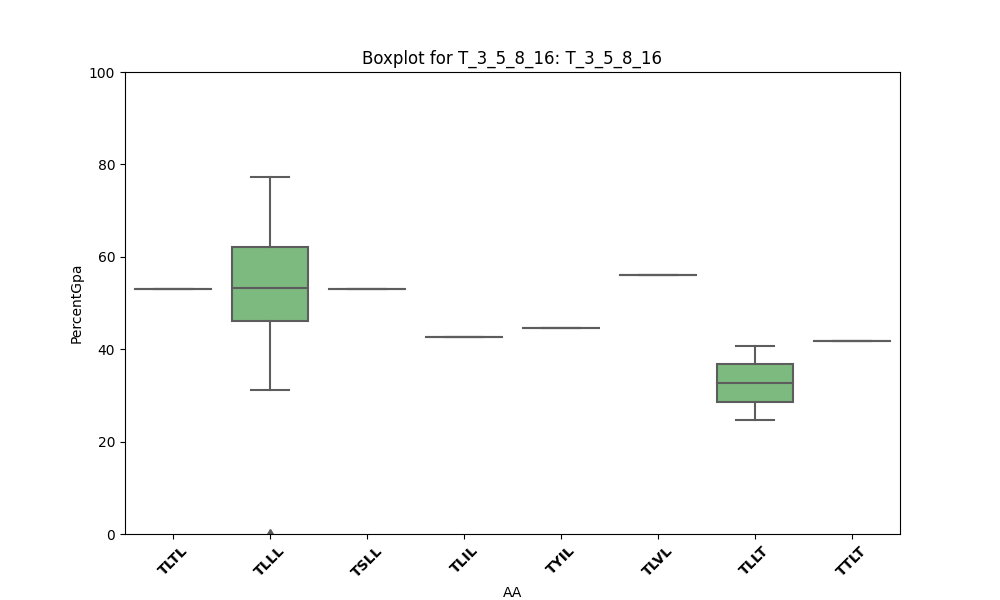 Boxplot for T_3_5_8_16: T_3_5_8_16
100
80
60
40
20
0
PercentGpa
TLTL
TLLL
TSLL
TLIL
TYIL
TLVL
TLLT
TTLT
AA